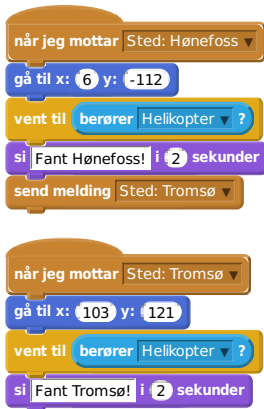 når jeg mottar Sted: Hønefoss
gå til x: 6 y: -112
vent til berører Helikopter ?
si Fant Hønefoss! i 2 sekunder
send melding Sted: Tromsø
når jeg mottar Sted: Tromsø
gå til x: 103 y: 121
vent til berører Helikopter ?
si Fant Tromsø! i 2 sekunder